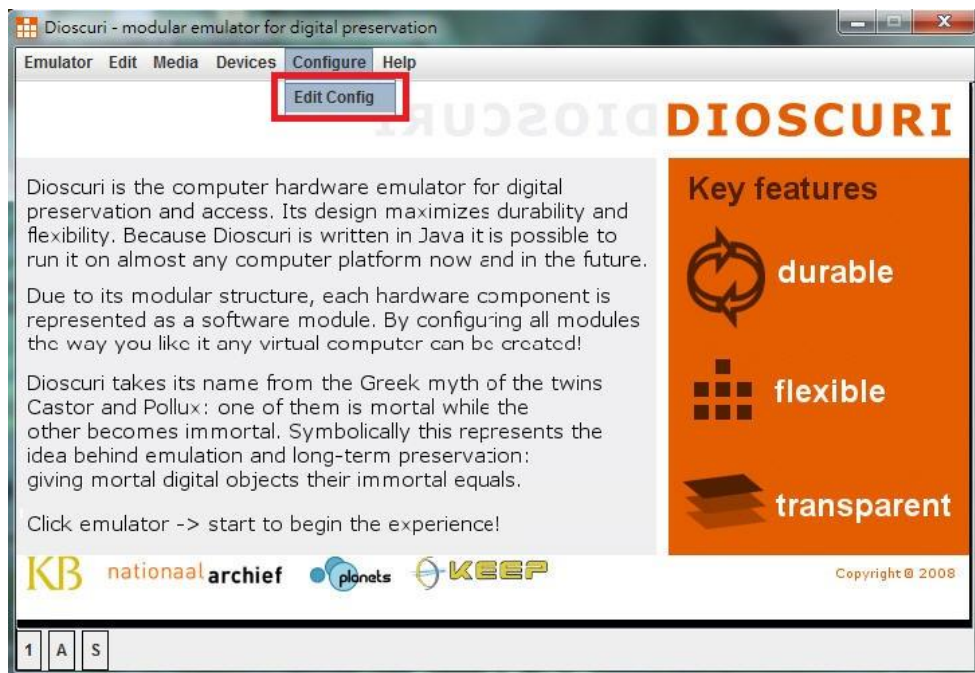 Dioscuri - modular emulator for digital preservation
Emulator Edit Media Devices Configure Help
Edit Config
DIOSCURI DIOSCURI
Dioscuri is the computer hardware emulator for digital
preservation and access. Its design maximizes durability and
flexibility. Because Dioscuri is written in Java it is possible to
run it on almost any computer platform now and in the future.
Due to its modular structure, each hardware component is
represented as a software module. By configuring all modules
the way you like it any virtual computer can be created!
Dioscuri takes its name from the Greek myth of the twins
Castor and Pollux: one of them is mortal while the
other becomes immortal. Symbolically this represents the
idea behind emulation and long-term preservation:
giving mortal digital objects their immortal equals.
Click emulator -> start to begin the experience!
Key features
durable
flexible
transparent
KB nationaal archief planets KEEP
Copyright © 2008
1 A S